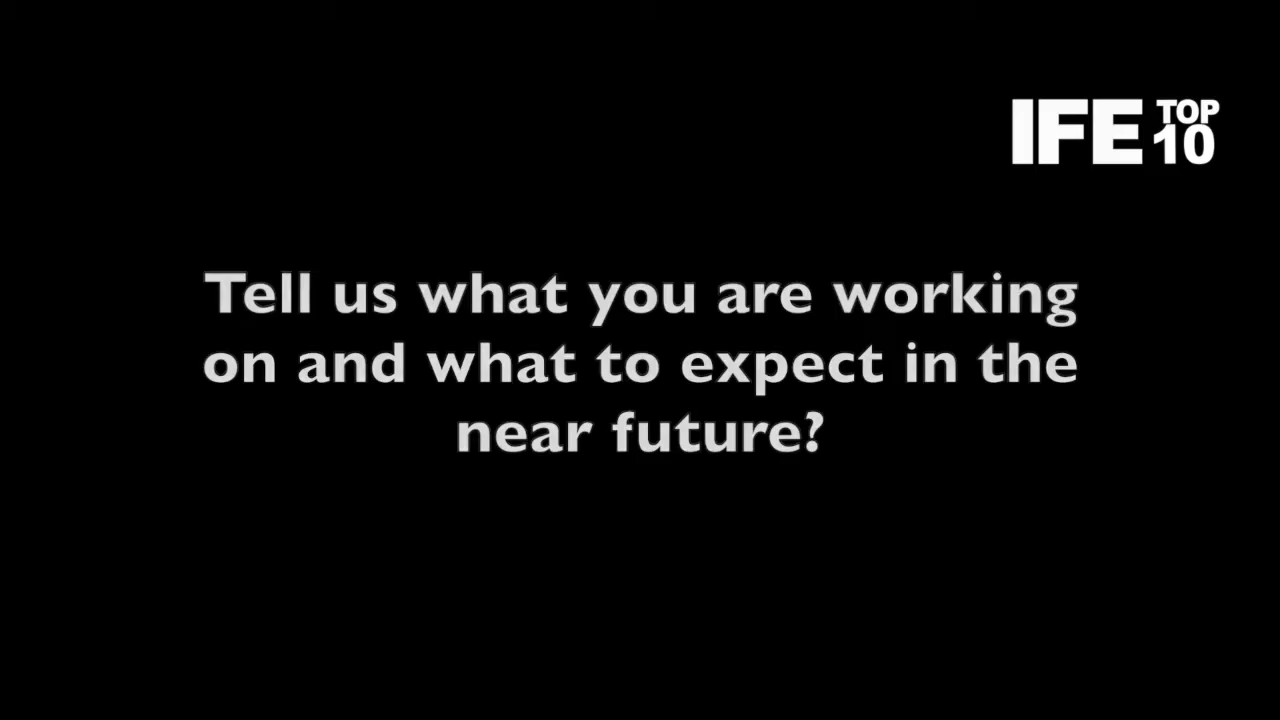 IFE TOP 10
Tell us what you are working
on and what to expect in the
near future?